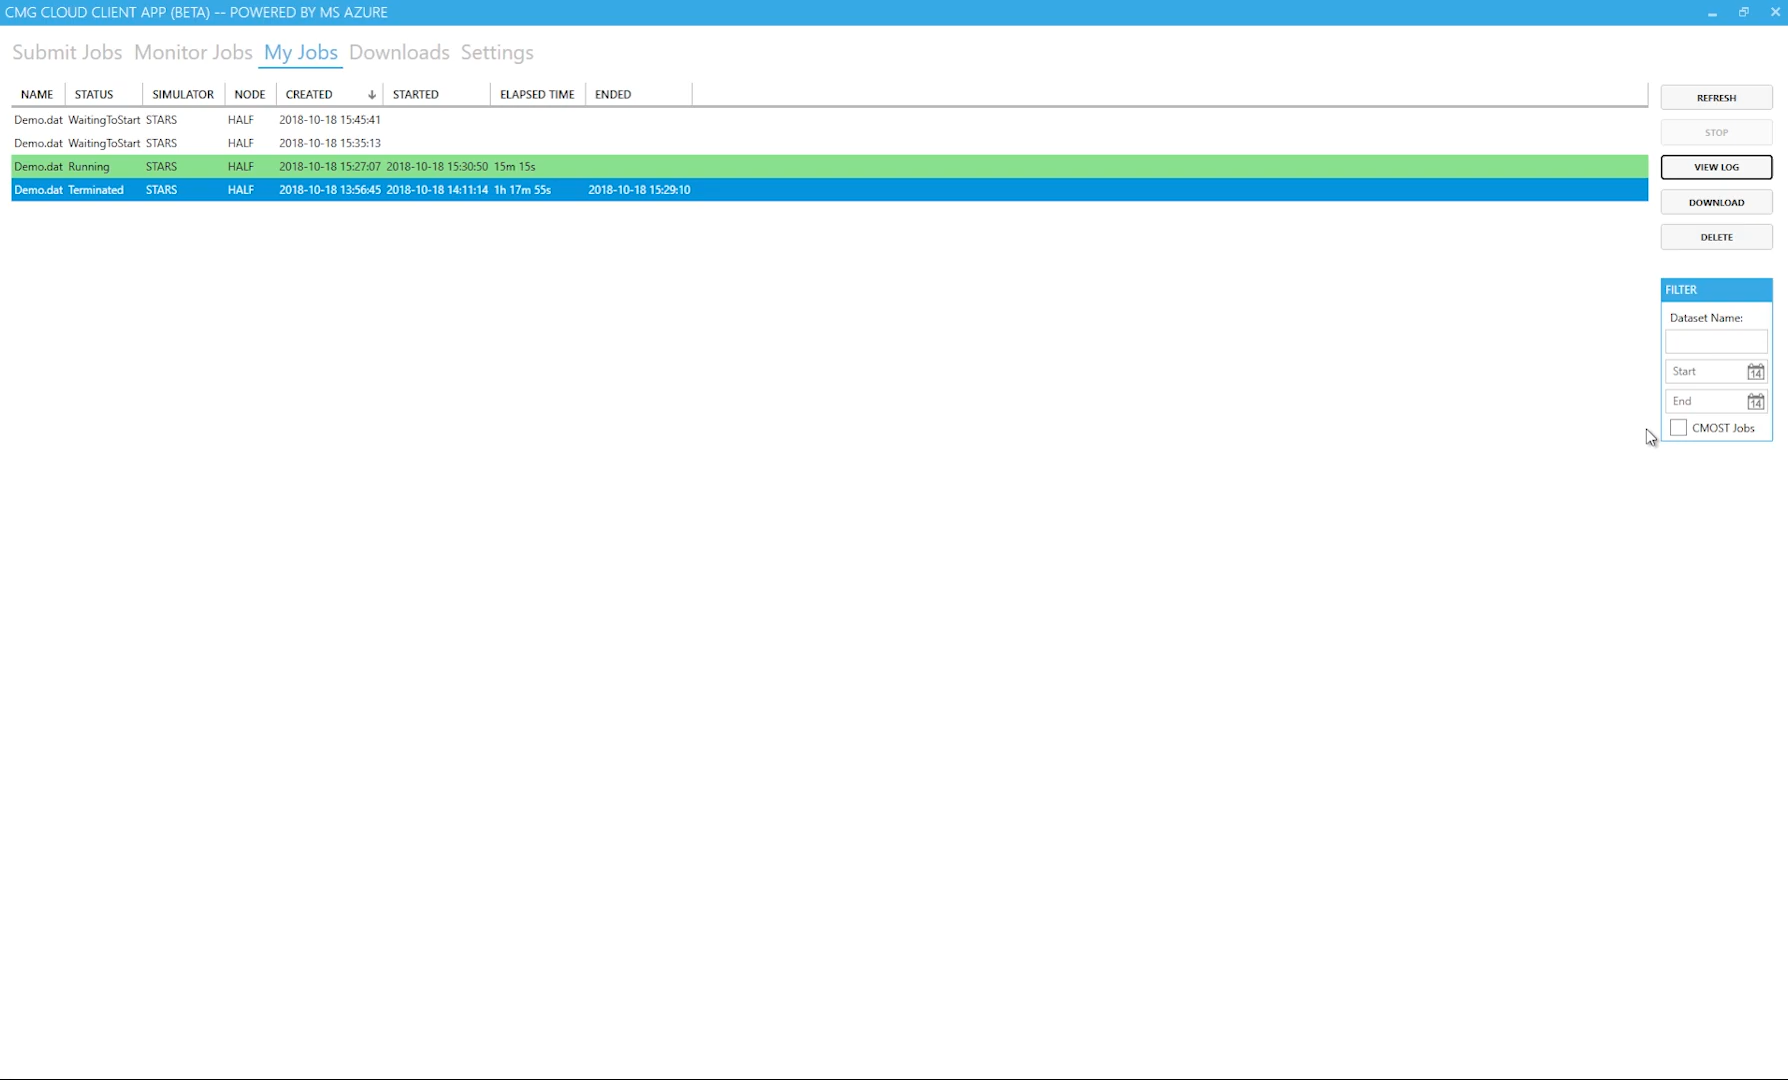 CMG CLOUD CLIENT APP (BETA) -- POWERED BY MS AZURE
Submit Jobs Monitor Jobs My Jobs Downloads Settings
NAME STATUS SIMULATOR NODE CREATED STARTED ELAPSED TIME ENDED
Demo.dat WaitingToStart STARS HALF 2018-10-18 15:45:41
Demo.dat WaitingToStart STARS HALF 2018-10-18 15:35:13
Demo.dat Running STARS HALF 2018-10-18 15:27:07 2018-10-18 15:30:50 15m 15s
Demo.dat Terminated STARS HALF 2018-10-18 13:56:45 2018-10-18 14:11:14 1h 17m 55s 2018-10-18 15:29:10
REFRESH
STOP
VIEW LOG
DOWNLOAD
DELETE
FILTER
Dataset Name:
Start 14
End 14
CMOST Jobs